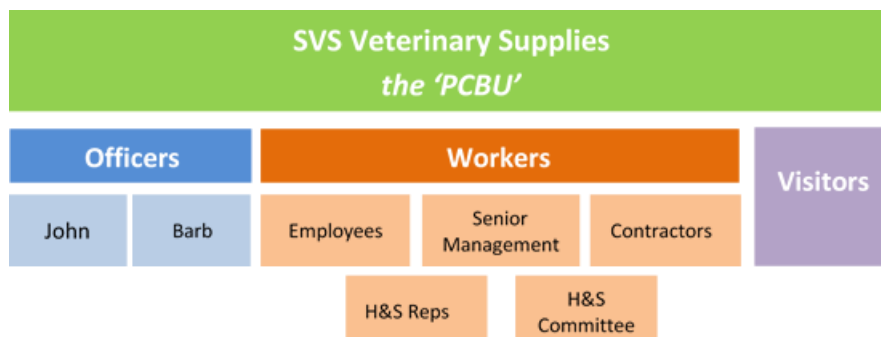 SVS Veterinary Supplies
the ‘PCBU’
Officers
Workers
Visitors
John
Barb
Employees
Senior
Management
Contractors
H&S Reps
H&S
Committee